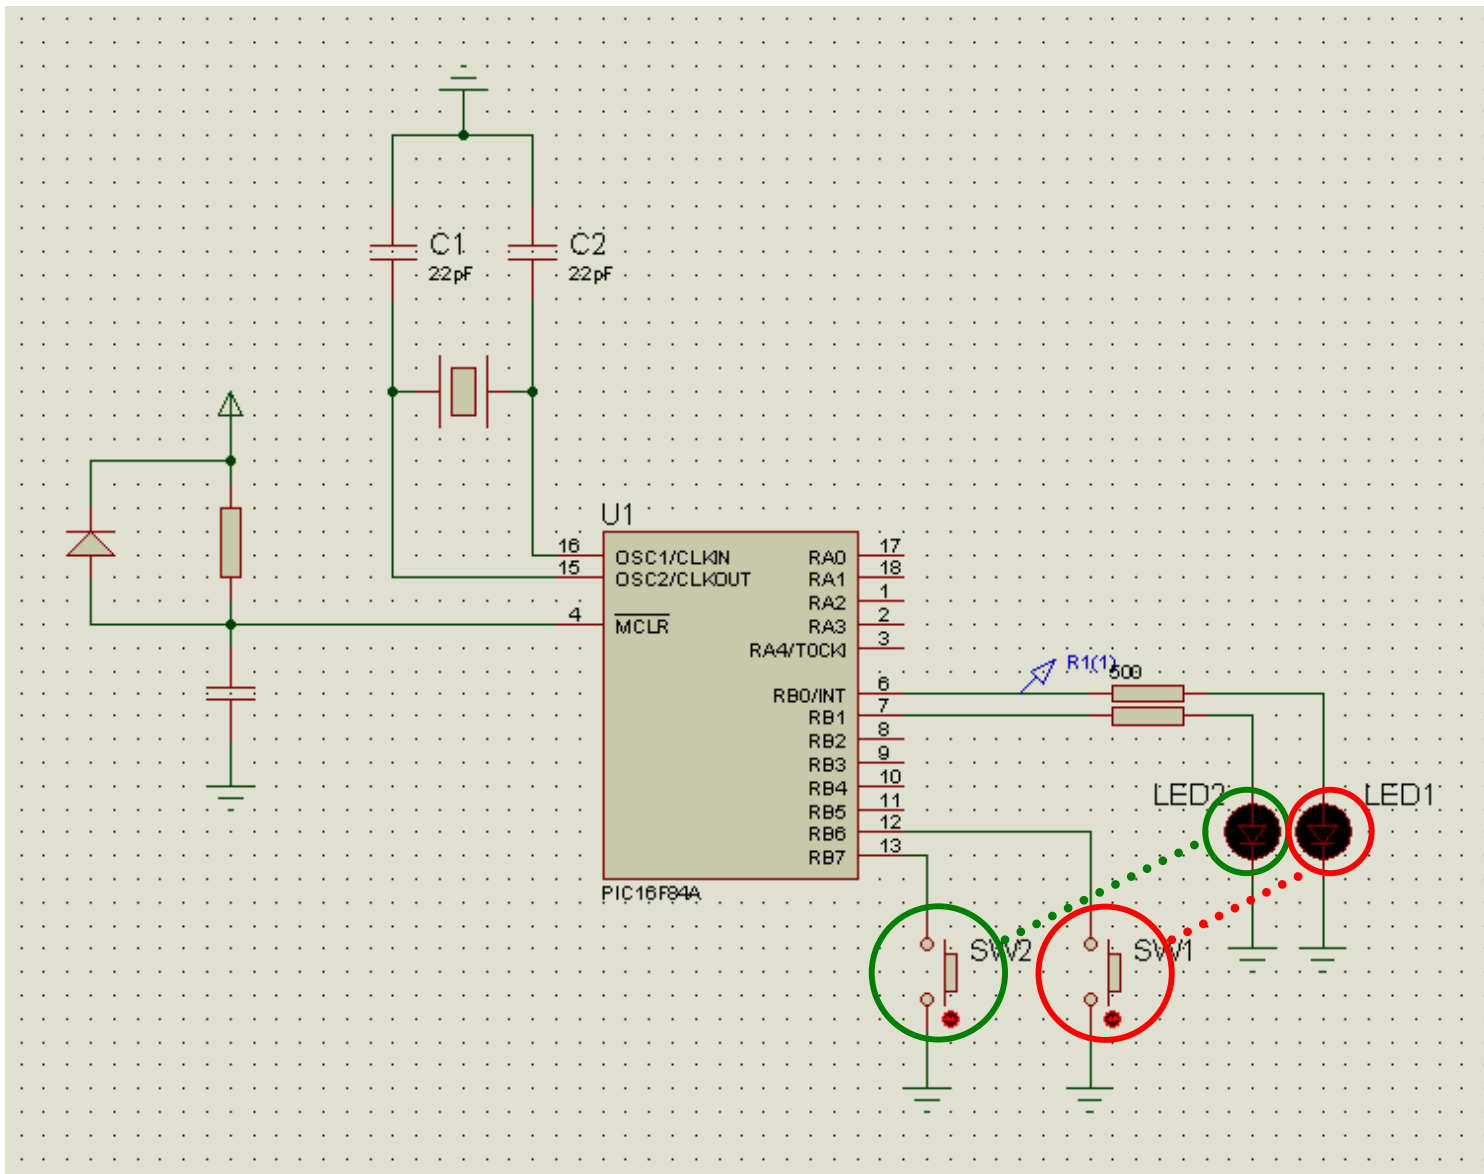 C1
22pF
C2
22pF
U1
16
OSC1/CLKIN
15
OSC2/CLKOUT
4
MCLR
RA0
17
RA1
18
RA2
1
RA3
2
RA4/T0CKI
3
RB0/INT
6
RB1
7
RB2
8
RB3
9
RB4
10
RB5
11
RB6
12
RB7
13
PIC16F84A
R1(1)
500
LED2
LED1
SW2
SW1